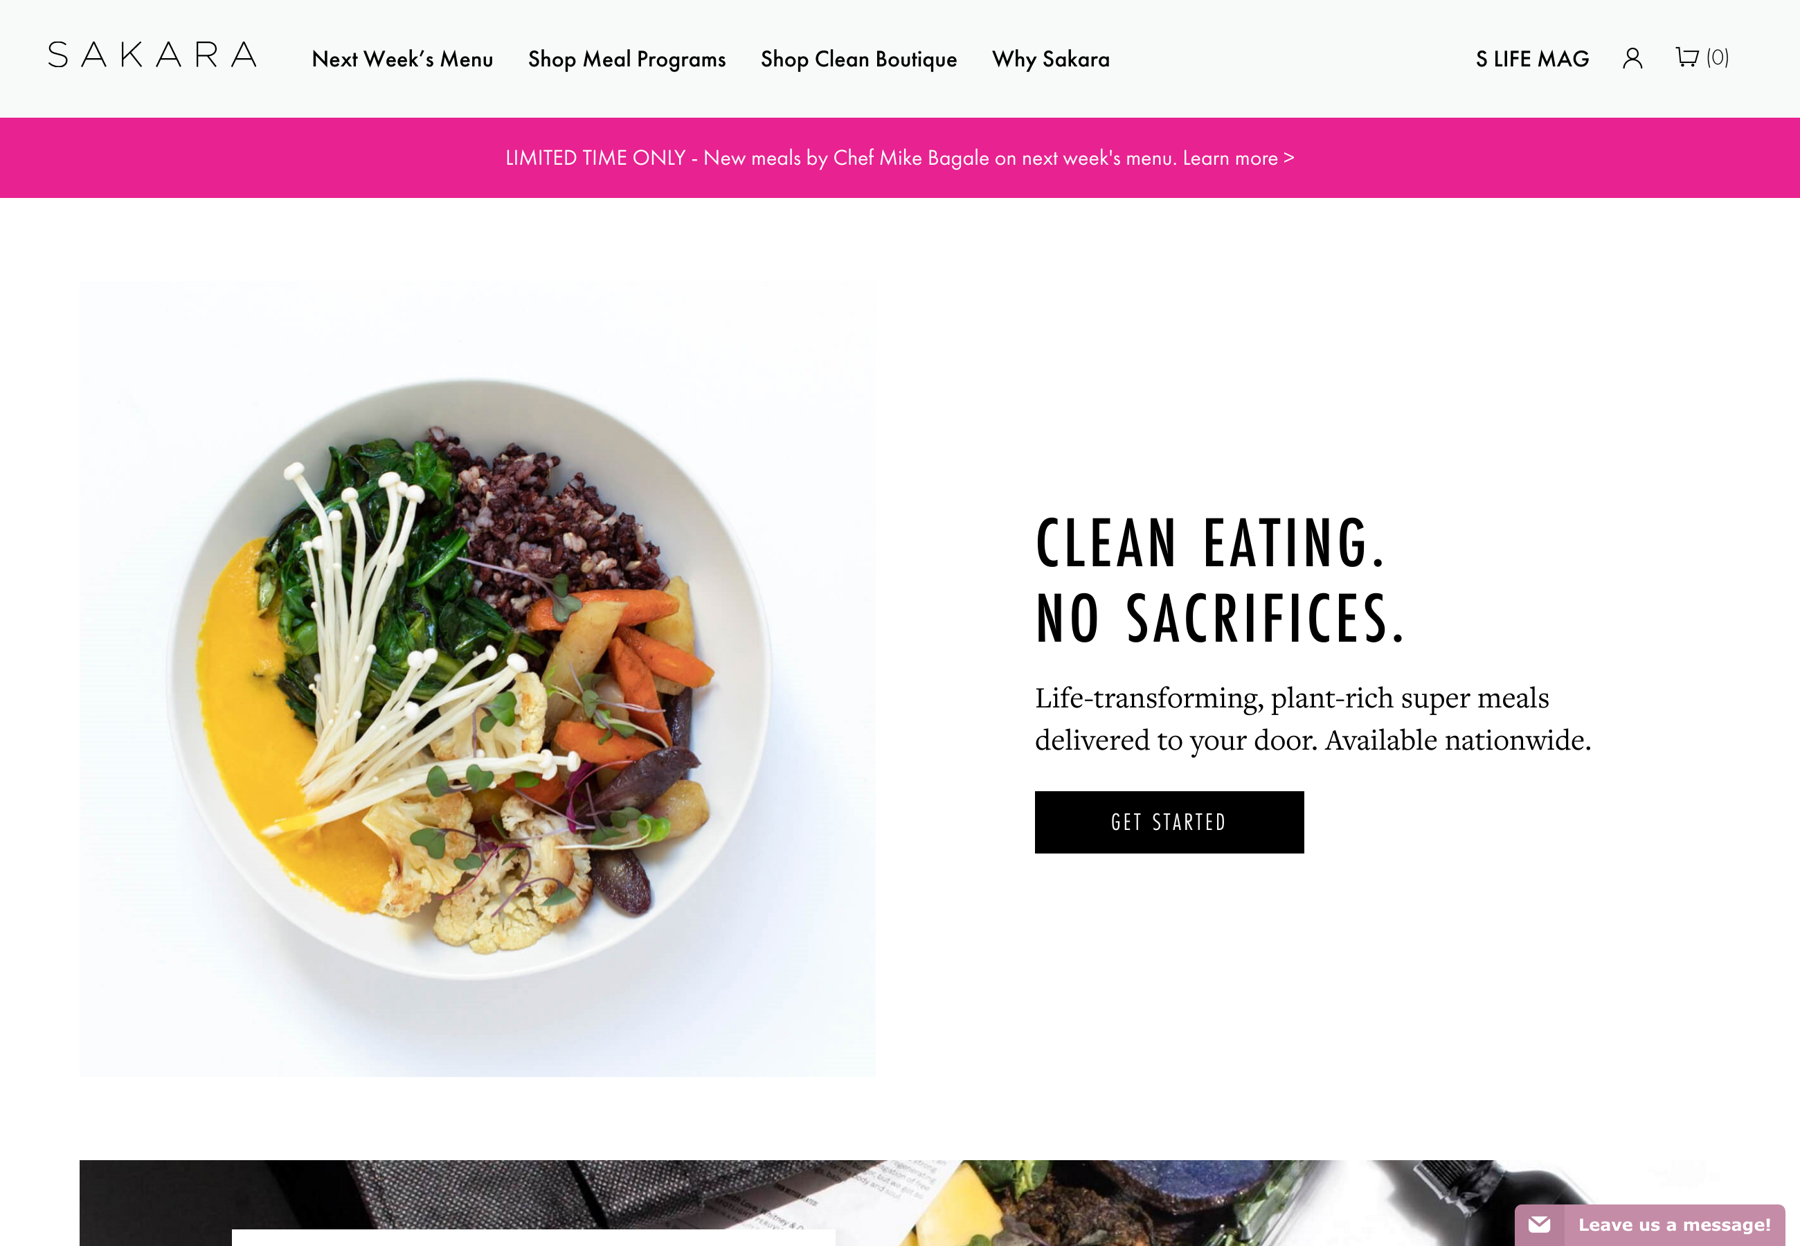 SAKARA
Next Week’s Menu
Shop Meal Programs
Shop Clean Boutique
Why Sakara
S LIFE MAG
(0)
LIMITED TIME ONLY - New meals by Chef Mike Bagale on next week's menu. Learn more >
CLEAN EATING.
NO SACRIFICES.
Life-transforming, plant-rich super meals
delivered to your door. Available nationwide.
GET STARTED
Leave us a message!